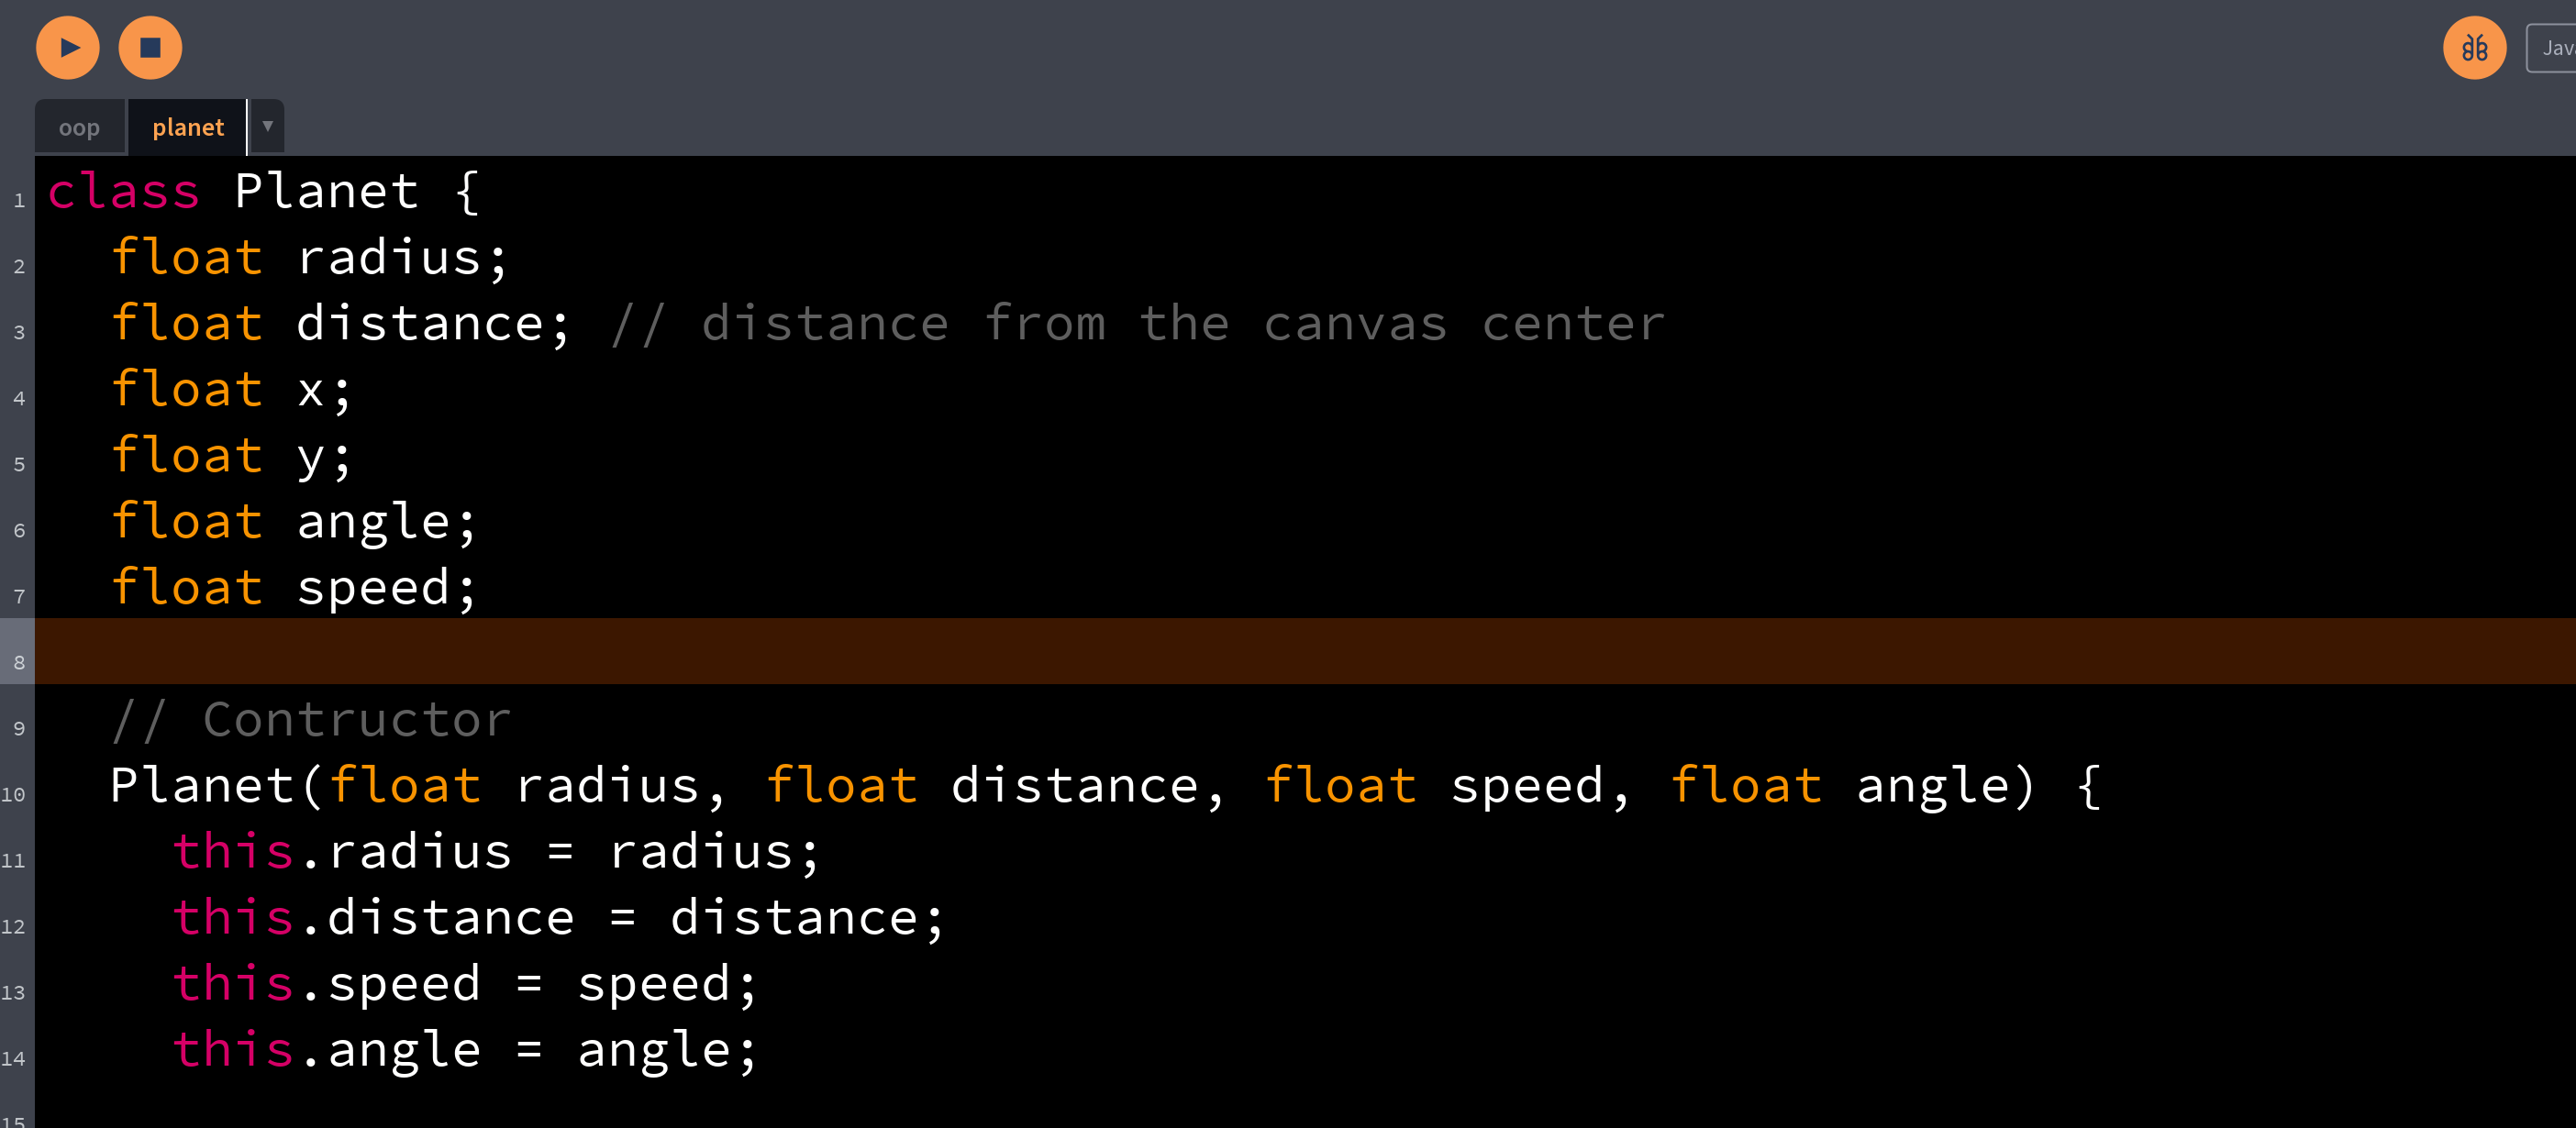 Jav
oop planet
1 class Planet {
2 float radius;
3 float distance; // distance from the canvas center
4 float x;
5 float y;
6 float angle;
7 float speed;
8
9 // Contructor
10 Planet(float radius, float distance, float speed, float angle) {
11 this.radius = radius;
12 this.distance = distance;
13 this.speed = speed;
14 this.angle = angle;
15